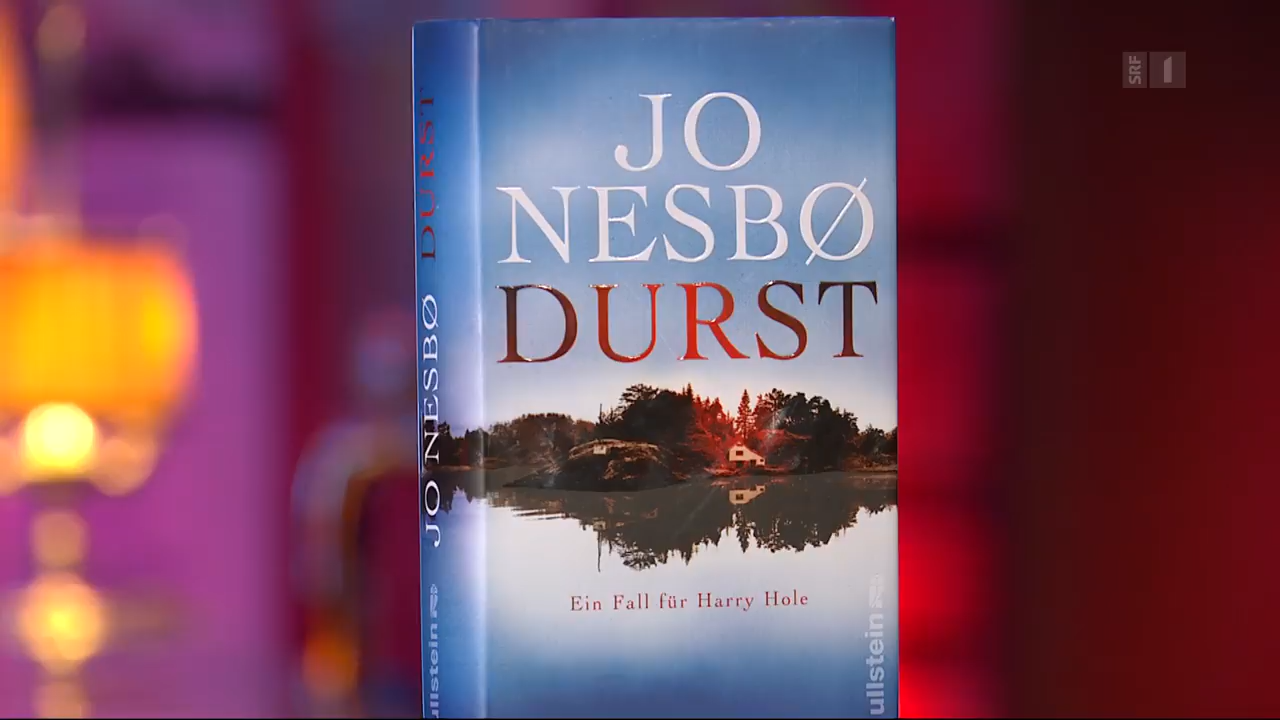 SRF 1
JO
NESBØ
DURST
Ein Fall für Harry Hole
ullstein
JO NESBØ DURST
ullstein